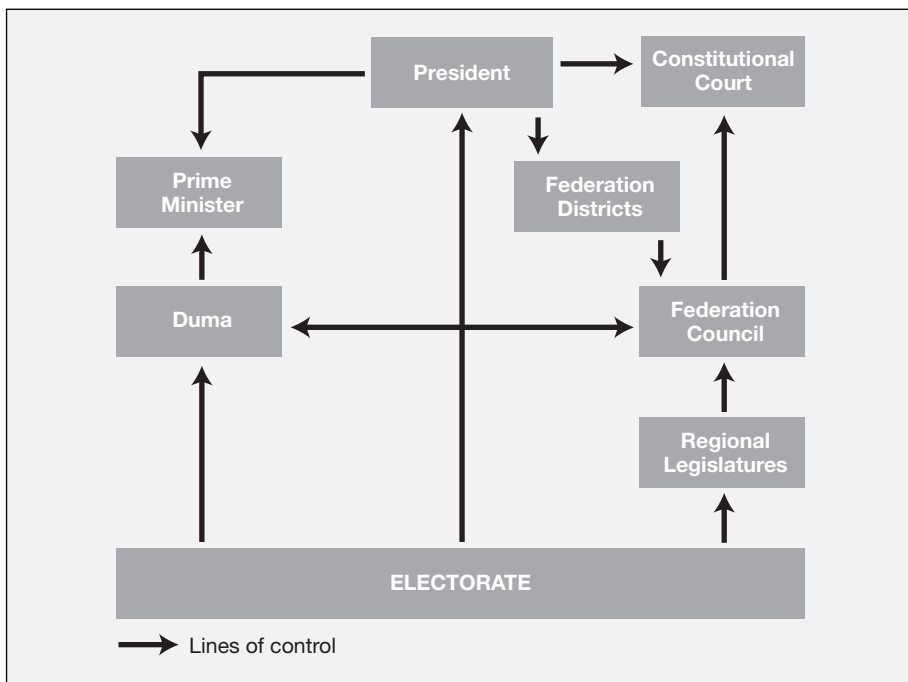 President
Constitutional
Court
Prime
Minister
Federation
Districts
Duma
Federation
Council
Regional
Legislatures
ELECTORATE
Lines of control